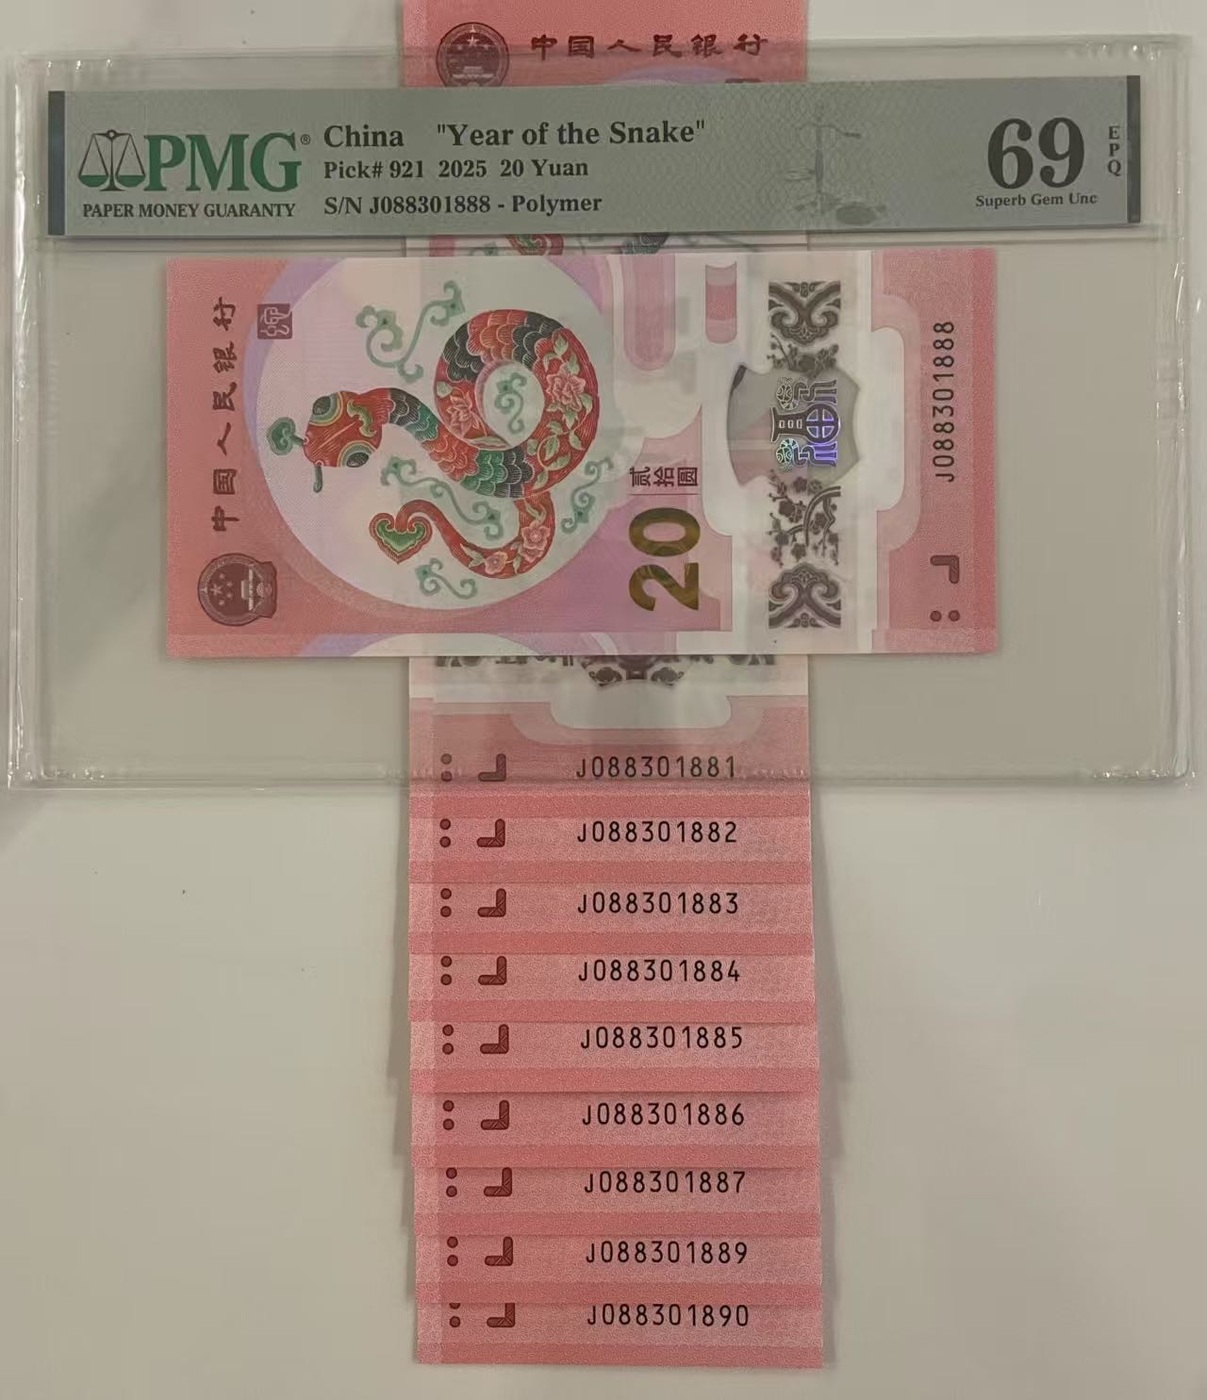 中国人民银行
PMG®
PAPER MONEY GUARANTY
China "Year of the Snake"
Pick# 921 2025 20 Yuan
S/N J088301888 - Polymer
69
EPQ
Superb Gem Unc
中国人民银行
贰拾圆
20
J088301888
J088301881
J088301882
J088301883
J088301884
J088301885
J088301886
J088301887
J088301889
J088301890